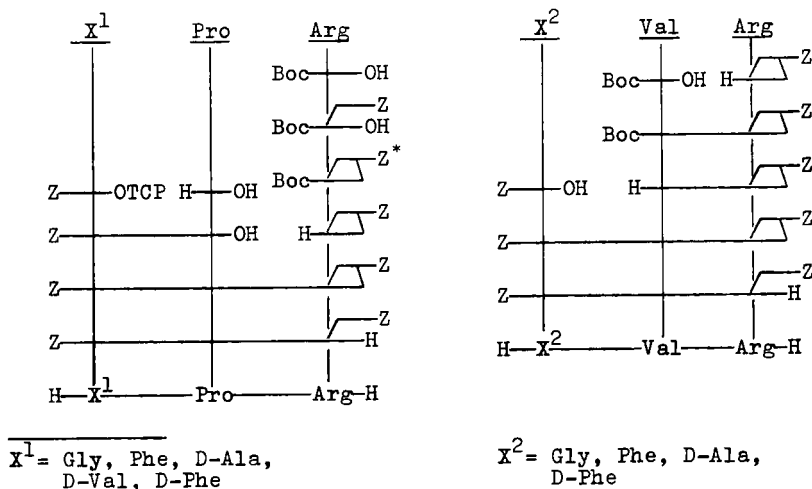 X¹ Pro Arg
Boc OH
Z
Boc OH
Z*
Boc
Z OTCP H OH
Z
Z OH H
Z
Z
Z
Z H
H-X¹ Pro Arg-H
X¹= Gly, Phe, D-Ala,
D-Val, D-Phe
X² Val Arg
Z
Boc OH H
Z
Boc
Z
Z OH H
Z
Z
Z
Z H
H-X² Val Arg-H
X²= Gly, Phe, D-Ala,
D-Phe